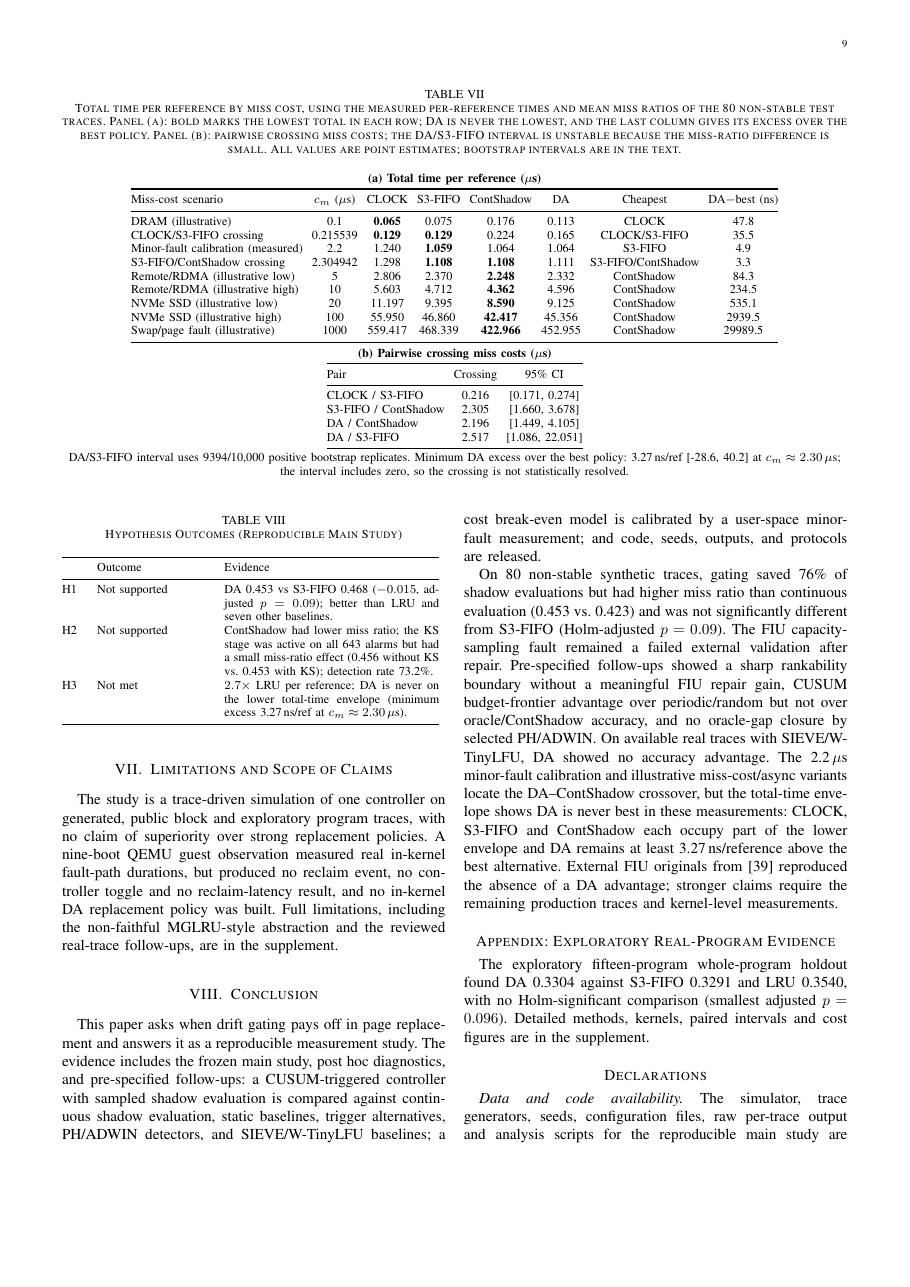 9
TABLE VII
TOTAL TIME PER REFERENCE BY MISS COST, USING THE MEASURED PER-REFERENCE TIMES AND MEAN MISS RATIOS OF THE 80 NON-STABLE TEST
TRACES. PANEL (A): BOLD MARKS THE LOWEST TOTAL IN EACH ROW; DA IS NEVER THE LOWEST, AND THE LAST COLUMN GIVES ITS EXCESS OVER THE
BEST POLICY. PANEL (B): PAIRWISE CROSSING MISS COSTS; THE DA/S3-FIFO INTERVAL IS UNSTABLE BECAUSE THE MISS-RATIO DIFFERENCE IS
SMALL. ALL VALUES ARE POINT ESTIMATES; BOOTSTRAP INTERVALS ARE IN THE TEXT.
(a) Total time per reference (μs)
Miss-cost scenario c_m (μs) CLOCK S3-FIFO ContShadow DA Cheapest DA−best (ns)
DRAM (illustrative) 0.1 0.065 0.075 0.176 0.113 CLOCK 47.8
CLOCK/S3-FIFO crossing 0.215539 0.129 0.129 0.224 0.165 CLOCK/S3-FIFO 35.5
Minor-fault calibration (measured) 2.2 1.240 1.059 1.064 1.064 S3-FIFO 4.9
S3-FIFO/ContShadow crossing 2.304942 1.298 1.108 1.108 1.111 S3-FIFO/ContShadow 3.3
Remote/RDMA (illustrative low) 5 2.806 2.370 2.248 2.332 ContShadow 84.3
Remote/RDMA (illustrative high) 10 5.603 4.712 4.362 4.596 ContShadow 234.5
NVMe SSD (illustrative low) 20 11.197 9.395 8.590 9.125 ContShadow 535.1
NVMe SSD (illustrative high) 100 55.950 46.860 42.417 45.356 ContShadow 2939.5
Swap/page fault (illustrative) 1000 559.417 468.339 422.966 452.955 ContShadow 29989.5
(b) Pairwise crossing miss costs (μs)
Pair Crossing 95% CI
CLOCK / S3-FIFO 0.216 [0.171, 0.274]
S3-FIFO / ContShadow 2.305 [1.660, 3.678]
DA / ContShadow 2.196 [1.449, 4.105]
DA / S3-FIFO 2.517 [1.086, 22.051]
DA/S3-FIFO interval uses 9394/10,000 positive bootstrap replicates. Minimum DA excess over the best policy: 3.27 ns/ref [-28.6, 40.2] at c_m ≈ 2.30 μs;
the interval includes zero, so the crossing is not statistically resolved.
TABLE VIII
HYPOTHESIS OUTCOMES (REPRODUCIBLE MAIN STUDY)
Outcome Evidence
H1 Not supported DA 0.453 vs S3-FIFO 0.468 (−0.015, ad-
justed p = 0.09); better than LRU and
seven other baselines.
H2 Not supported ContShadow had lower miss ratio; the KS
stage was active on all 643 alarms but had
a small miss-ratio effect (0.456 without KS
vs. 0.453 with KS); detection rate 73.2%.
H3 Not met 2.7× LRU per reference; DA is never on
the lower total-time envelope (minimum
excess 3.27 ns/ref at c_m ≈ 2.30 μs).
VII. LIMITATIONS AND SCOPE OF CLAIMS
The study is a trace-driven simulation of one controller on
generated, public block and exploratory program traces, with
no claim of superiority over strong replacement policies. A
nine-boot QEMU guest observation measured real in-kernel
fault-path durations, but produced no reclaim event, no con-
troller toggle and no reclaim-latency result, and no in-kernel
DA replacement policy was built. Full limitations, including
the non-faithful MGLRU-style abstraction and the reviewed
real-trace follow-ups, are in the supplement.
VIII. CONCLUSION
This paper asks when drift gating pays off in page replace-
ment and answers it as a reproducible measurement study. The
evidence includes the frozen main study, post hoc diagnostics,
and pre-specified follow-ups: a CUSUM-triggered controller
with sampled shadow evaluation is compared against contin-
uous shadow evaluation, static baselines, trigger alternatives,
PH/ADWIN detectors, and SIEVE/W-TinyLFU baselines; a
cost break-even model is calibrated by a user-space minor-
fault measurement; and code, seeds, outputs, and protocols
are released.
On 80 non-stable synthetic traces, gating saved 76% of
shadow evaluations but had higher miss ratio than continuous
evaluation (0.453 vs. 0.423) and was not significantly different
from S3-FIFO (Holm-adjusted p = 0.09). The FIU capacity-
sampling fault remained a failed external validation after
repair. Pre-specified follow-ups showed a sharp rankability
boundary without a meaningful FIU repair gain, CUSUM
budget-frontier advantage over periodic/random but not over
oracle/ContShadow accuracy, and no oracle-gap closure by
selected PH/ADWIN. On available real traces with SIEVE/W-
TinyLFU, DA showed no accuracy advantage. The 2.2 μs
minor-fault calibration and illustrative miss-cost/async variants
locate the DA–ContShadow crossover, but the total-time enve-
lope shows DA is never best in these measurements: CLOCK,
S3-FIFO and ContShadow each occupy part of the lower
envelope and DA remains at least 3.27 ns/reference above the
best alternative. External FIU originals from [39] reproduced
the absence of a DA advantage; stronger claims require the
remaining production traces and kernel-level measurements.
APPENDIX: EXPLORATORY REAL-PROGRAM EVIDENCE
The exploratory fifteen-program whole-program holdout
found DA 0.3304 against S3-FIFO 0.3291 and LRU 0.3540,
with no Holm-significant comparison (smallest adjusted p =
0.096). Detailed methods, kernels, paired intervals and cost
figures are in the supplement.
DECLARATIONS
Data and code availability. The simulator, trace
generators, seeds, configuration files, raw per-trace output
and analysis scripts for the reproducible main study are